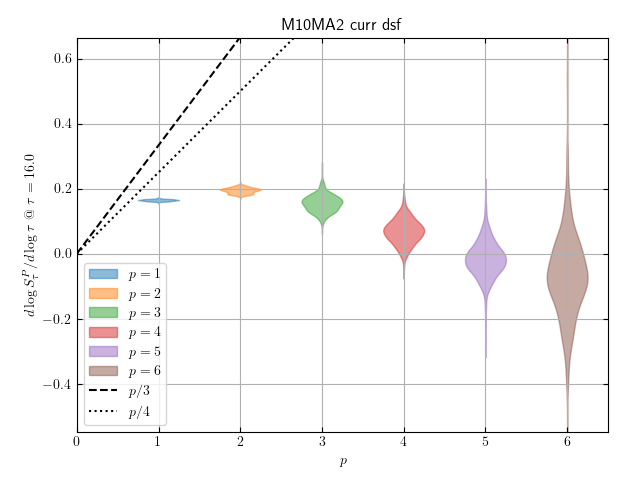 M10MA2 curr dsf
d log S_τ^P / d log τ @ τ = 16.0
0.6
0.4
0.2
0.0
−0.2
−0.4
p = 1
p = 2
p = 3
p = 4
p = 5
p = 6
p/3
p/4
0 1 2 3 4 5 6
p